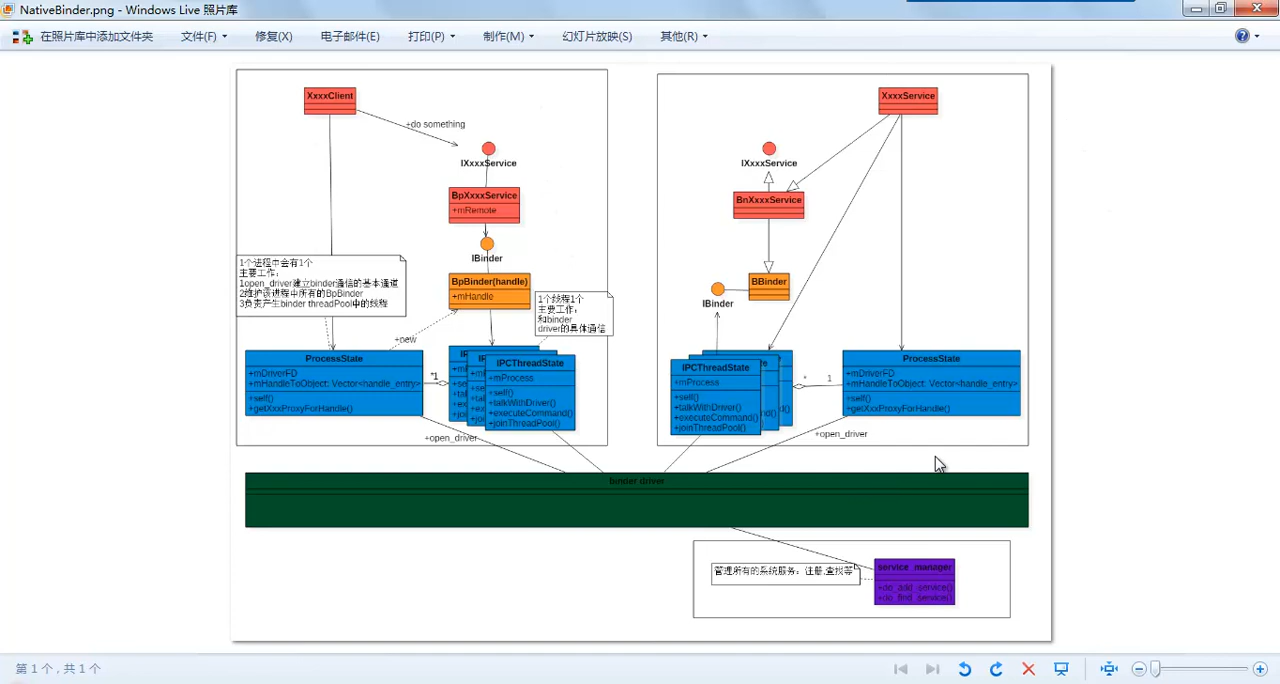 NativeBinder.png - Windows Live 照片库
在照片库中添加文件夹
文件(F)
修复(X)
电子邮件(E)
打印(P)
制作(M)
幻灯片放映(S)
其他(R)
XxxxClient
+do something
IXxxxService
BpXxxxService
+mRemote
IBinder
BpBinder(handle)
+mHandle
1个进程中会有1个
主要工作:
1open_driver建立binder通信的基本通道
2维护该进程中所有的BpBinder
3负责产生binder threadPool中的线程
1个线程1个
主要工作:
和binder
driver的具体通信
+new
ProcessState
+mDriverFD
+mHandleToObject: Vector<handle_entry>
+self()
+getXxxProxyForHandle()
*1
IPCThreadState
+mProcess
+self()
+talkWithDriver()
+executeCommand()
+joinThreadPool()
+open_driver
XxxxService
IXxxxService
BnXxxxService
BBinder
IBinder
IPCThreadState
+mProcess
+self()
+talkWithDriver()
+executeCommand()
+joinThreadPool()
*
1
ProcessState
+mDriverFD
+mHandleToObject: Vector<handle_entry>
+self()
+getXxxProxyForHandle()
+open_driver
binder driver
管理所有的系统服务: 注册,查找等
service_manager
+do_add_service()
+do_find_service()
第 1 个，共 1 个